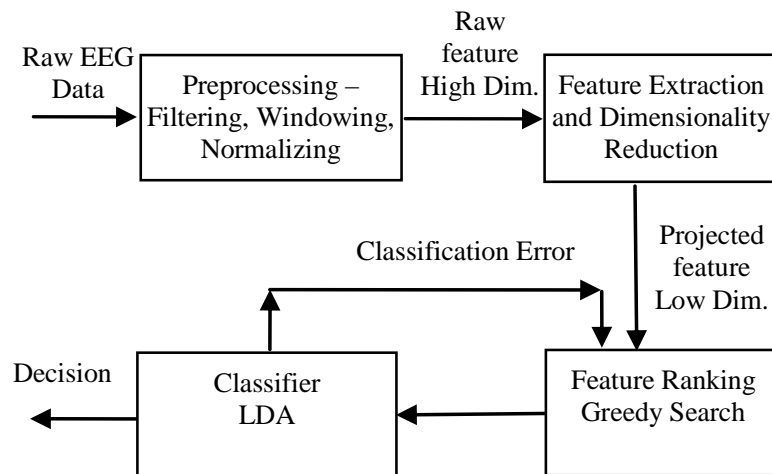 Raw EEG
Data
Preprocessing –
Filtering, Windowing,
Normalizing
Raw
feature
High Dim.
Feature Extraction
and Dimensionality
Reduction
Classification Error
Projected
feature
Low Dim.
Decision
Classifier
LDA
Feature Ranking
Greedy Search